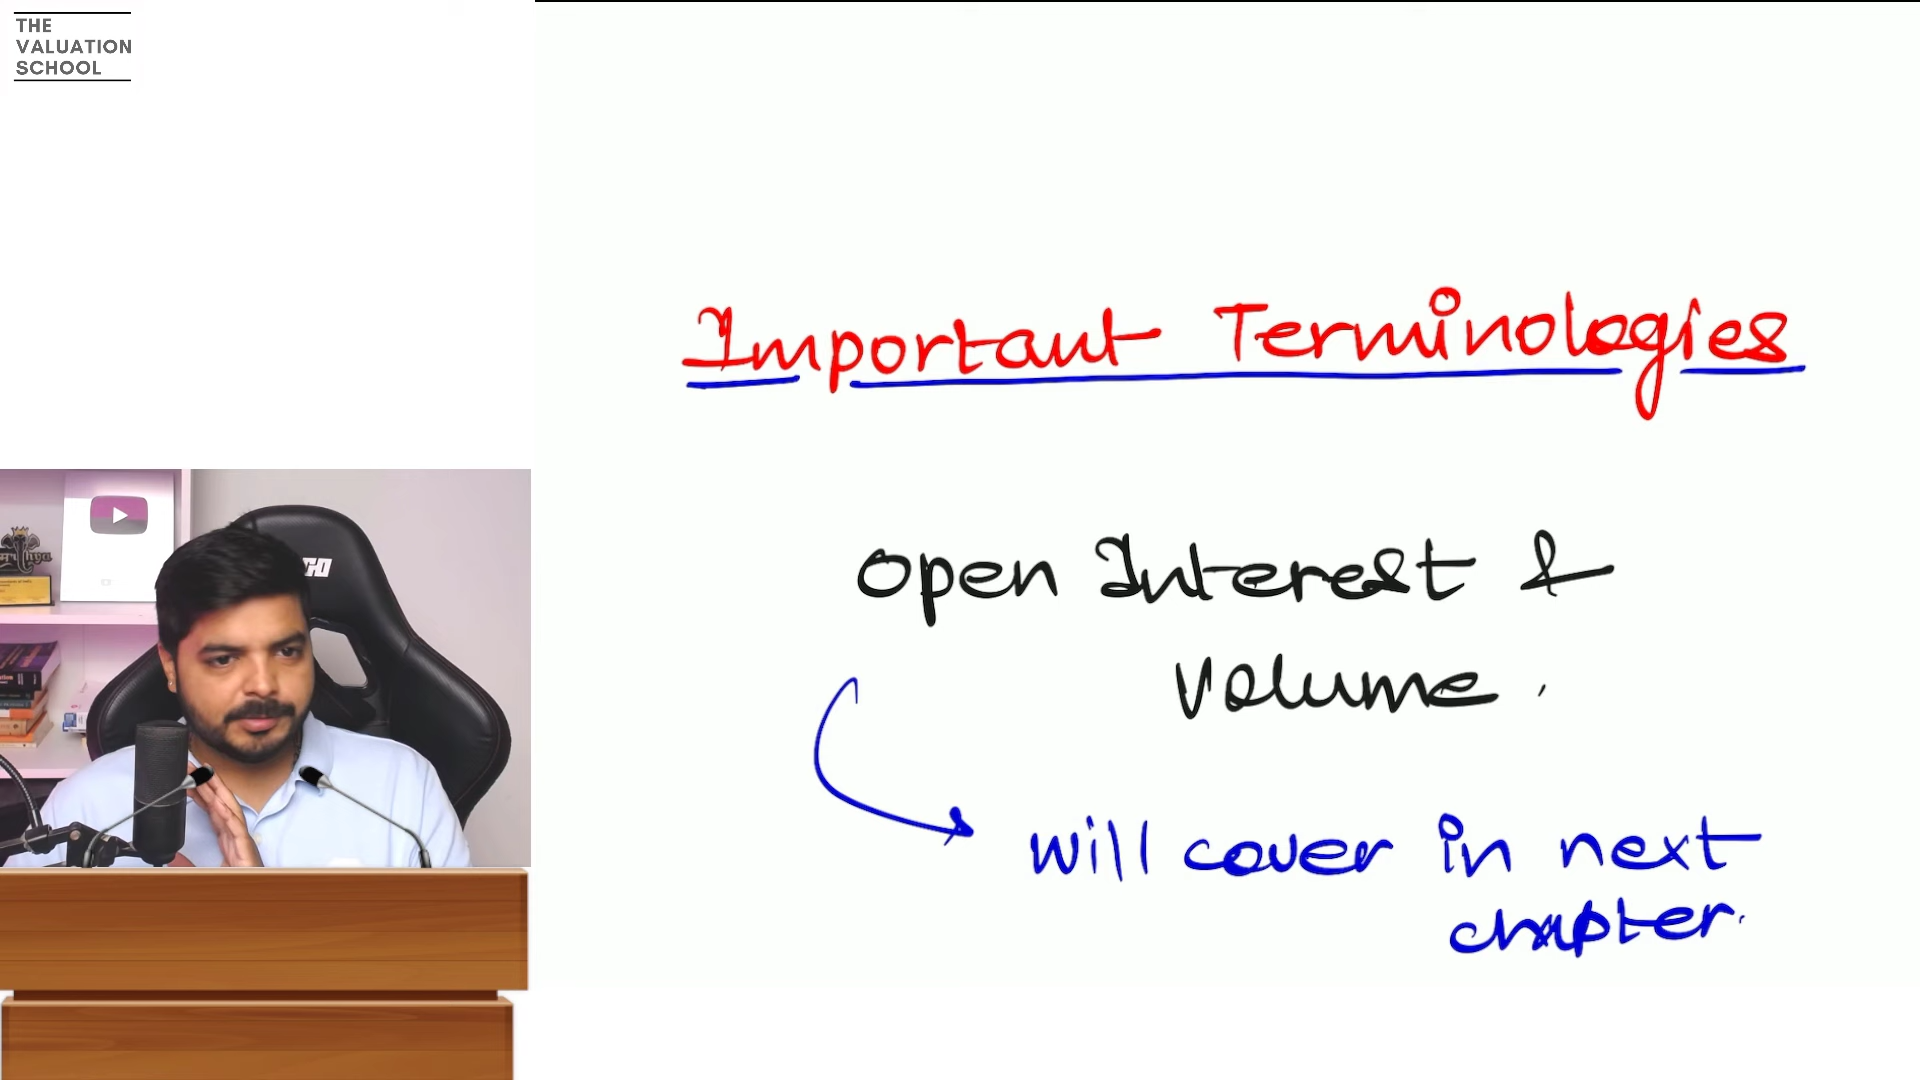 THE
VALUATION
SCHOOL
Important Terminologies
Open Interest &
Volume.
will cover in next
chapter.